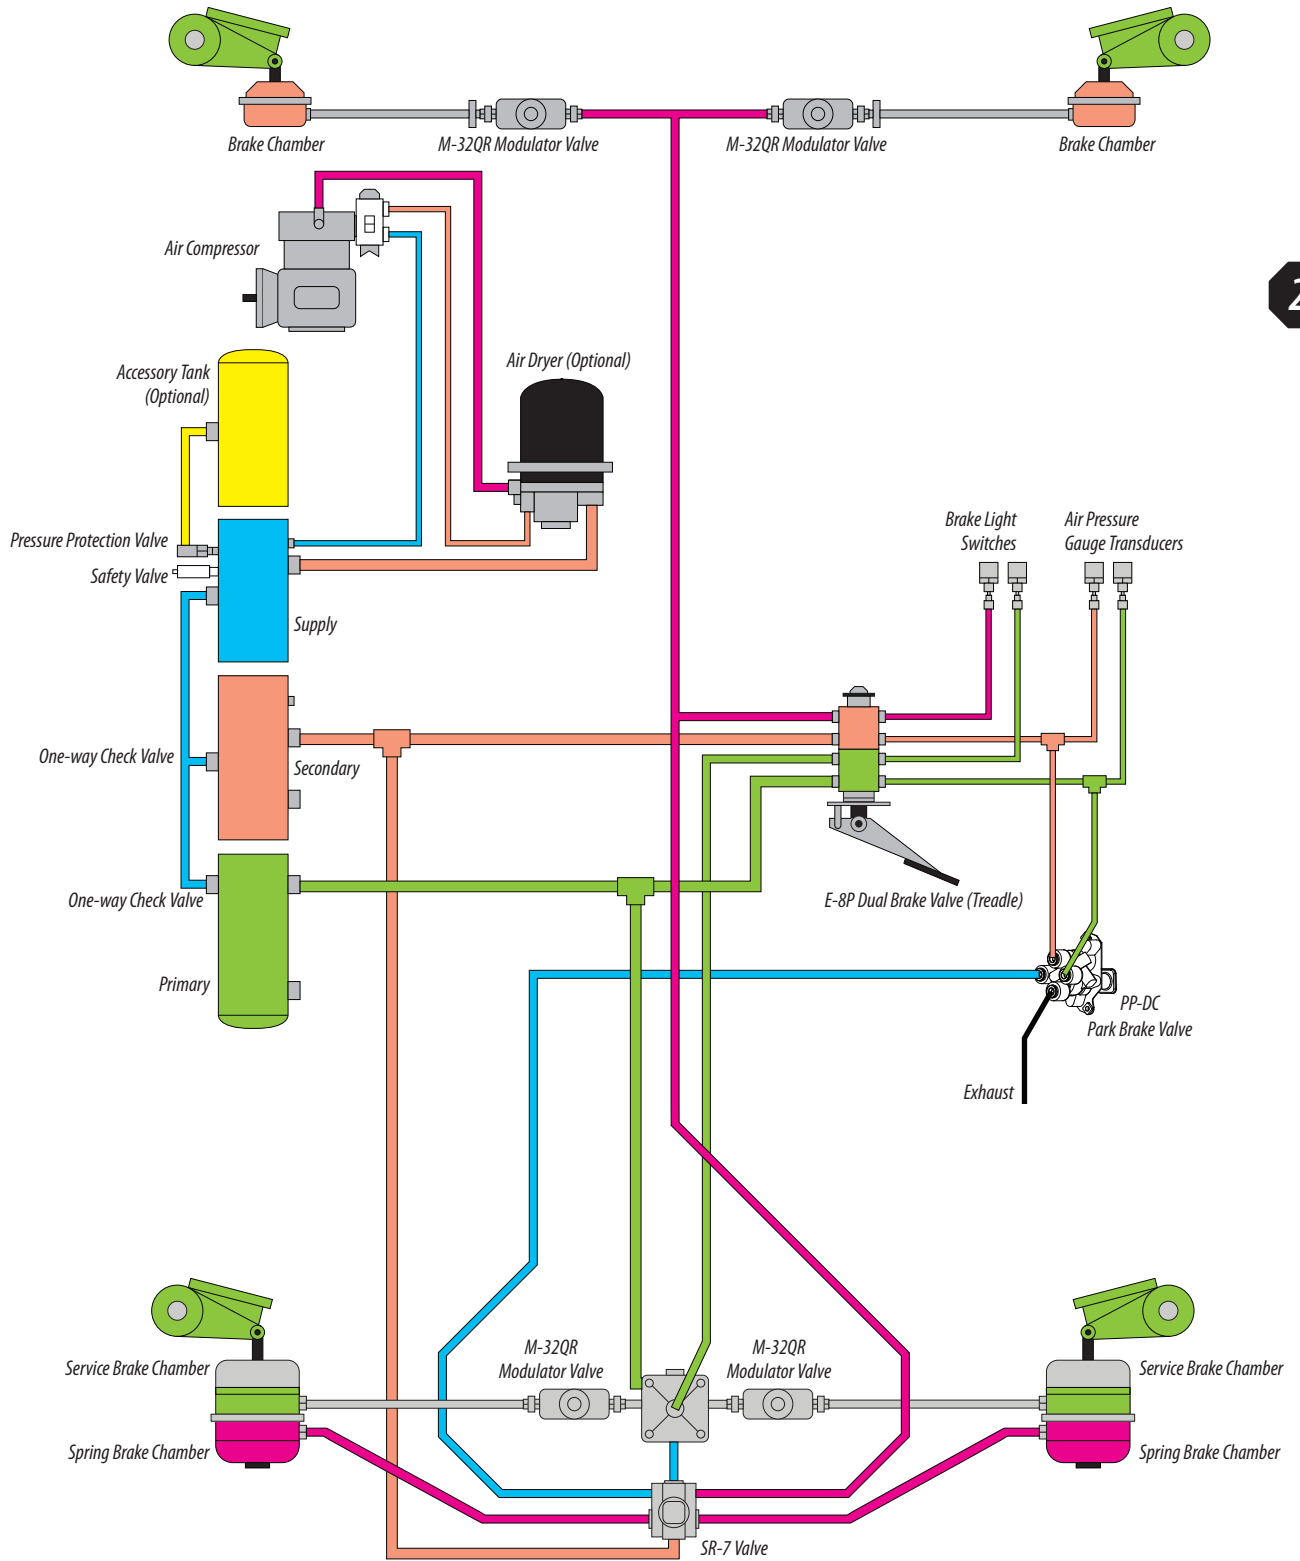 Brake Chamber
M-32QR Modulator Valve
M-32QR Modulator Valve
Brake Chamber
Air Compressor
2
Accessory Tank
(Optional)
Air Dryer (Optional)
Pressure Protection Valve
Safety Valve
Brake Light
Switches
Air Pressure
Gauge Transducers
Supply
One-way Check Valve
Secondary
One-way Check Valve
E-8P Dual Brake Valve (Treadle)
Primary
PP-DC
Park Brake Valve
Exhaust
M-32QR
Modulator Valve
M-32QR
Modulator Valve
Service Brake Chamber
Service Brake Chamber
Spring Brake Chamber
Spring Brake Chamber
SR-7 Valve